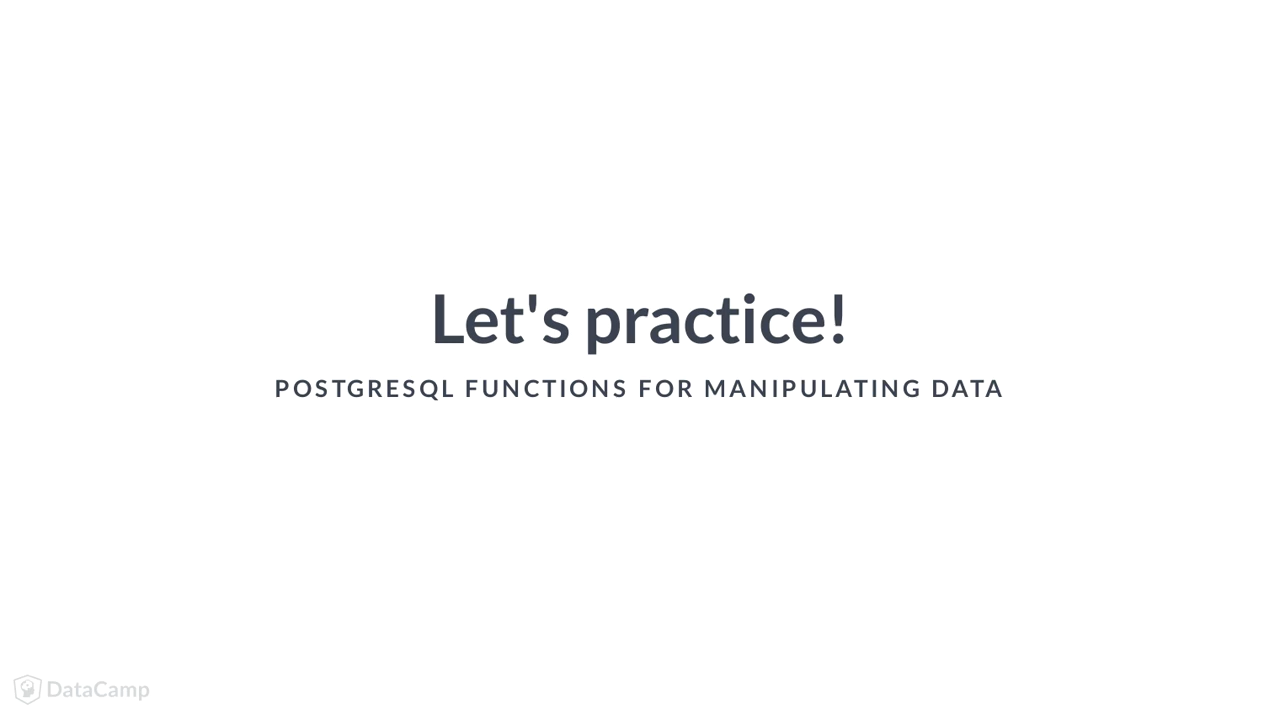 Let's practice!
POSTGRESQL FUNCTIONS FOR MANIPULATING DATA
DataCamp